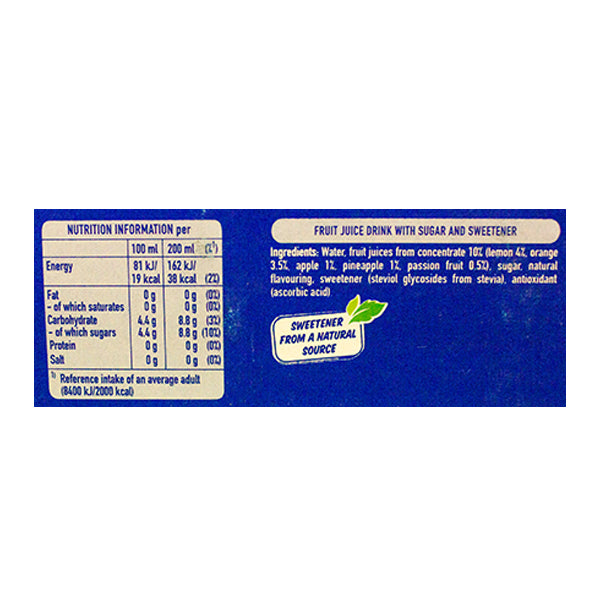 NUTRITION INFORMATION per
100 ml 200 ml (%¹⁾)
Energy 81 kJ/ 162 kJ/
19 kcal 38 kcal (2%)
Fat 0 g 0 g (0%)
- of which saturates 0 g 0 g (0%)
Carbohydrate 4.4 g 8.8 g (3%)
- of which sugars 4.4 g 8.8 g (10%)
Protein 0 g 0 g (0%)
Salt 0 g 0 g (0%)
¹⁾ Reference intake of an average adult
(8400 kJ/2000 kcal)
FRUIT JUICE DRINK WITH SUGAR AND SWEETENER
Ingredients: Water, fruit juices from concentrate 10% (lemon 4%, orange
3.5%, apple 1%, pineapple 1%, passion fruit 0.5%), sugar, natural
flavouring, sweetener (steviol glycosides from stevia), antioxidant
(ascorbic acid)
SWEETENER
FROM A NATURAL
SOURCE